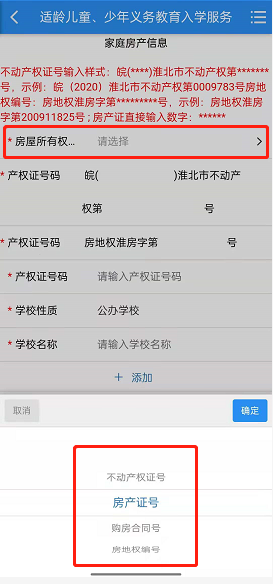 适龄儿童、少年义务教育入学服务
家庭房产信息
不动产权证号输入样式：皖(****)淮北市不动产权第*******
号，示例：皖（2020）淮北市不动产权第0009783号房地
权编号：房地权淮房字第*********号，示例：房地权淮房
字第200911825号；房产证直接输入数字：******
* 房屋所有权... 请选择
* 产权证号码 皖( )淮北市不动产
权第 号
* 产权证号码 房地权淮房字第 号
* 产权证号码 请输入产权证号码
* 学校性质 公办学校
* 学校名称 请输入学校名称
+ 添加
取消 确定
不动产权证号
房产证号
购房合同号
房地权编号